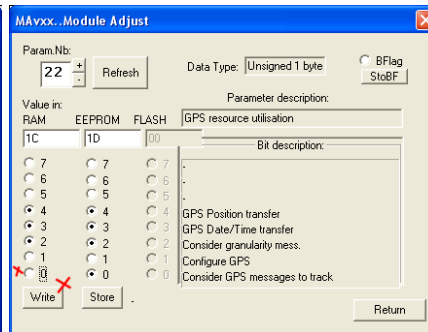 MAvxx..Module Adjust
Param.Nb:
22 + - Refresh
Data Type: Unsigned 1 byte
BFlag
StoBF
Value in:
Parameter description:
RAM EEPROM FLASH GPS resource utilisation
1C 1D 00
Bit description:
7 7 7 .
6 6 6 .
5 5 5 .
4 4 4 GPS Position transfer
3 3 3 GPS Date/Time transfer
2 2 2 Consider granularity mess.
1 1 1 Configure GPS
0 0 0 Consider GPS messages to track
Write Store .
Return